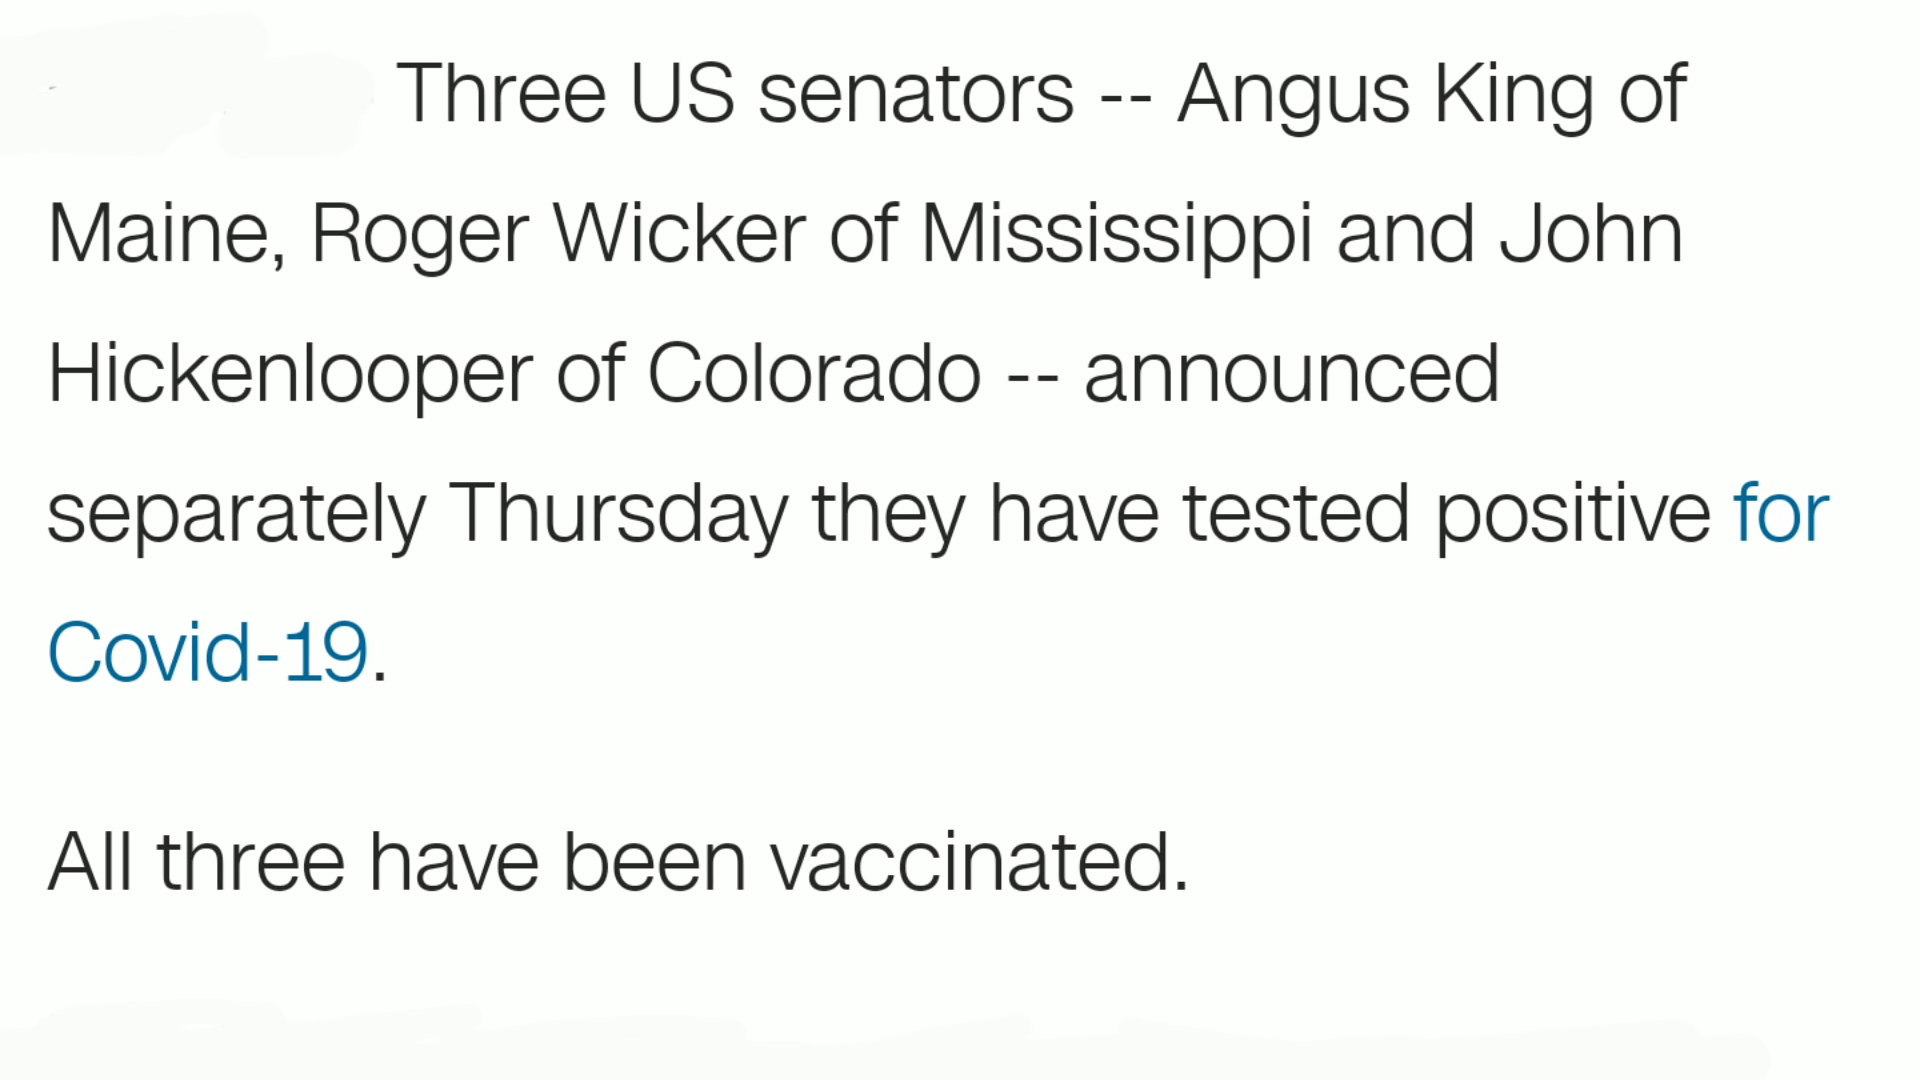 Three US senators -- Angus King of
Maine, Roger Wicker of Mississippi and John
Hickenlooper of Colorado -- announced
separately Thursday they have tested positive for
Covid-19.
All three have been vaccinated.